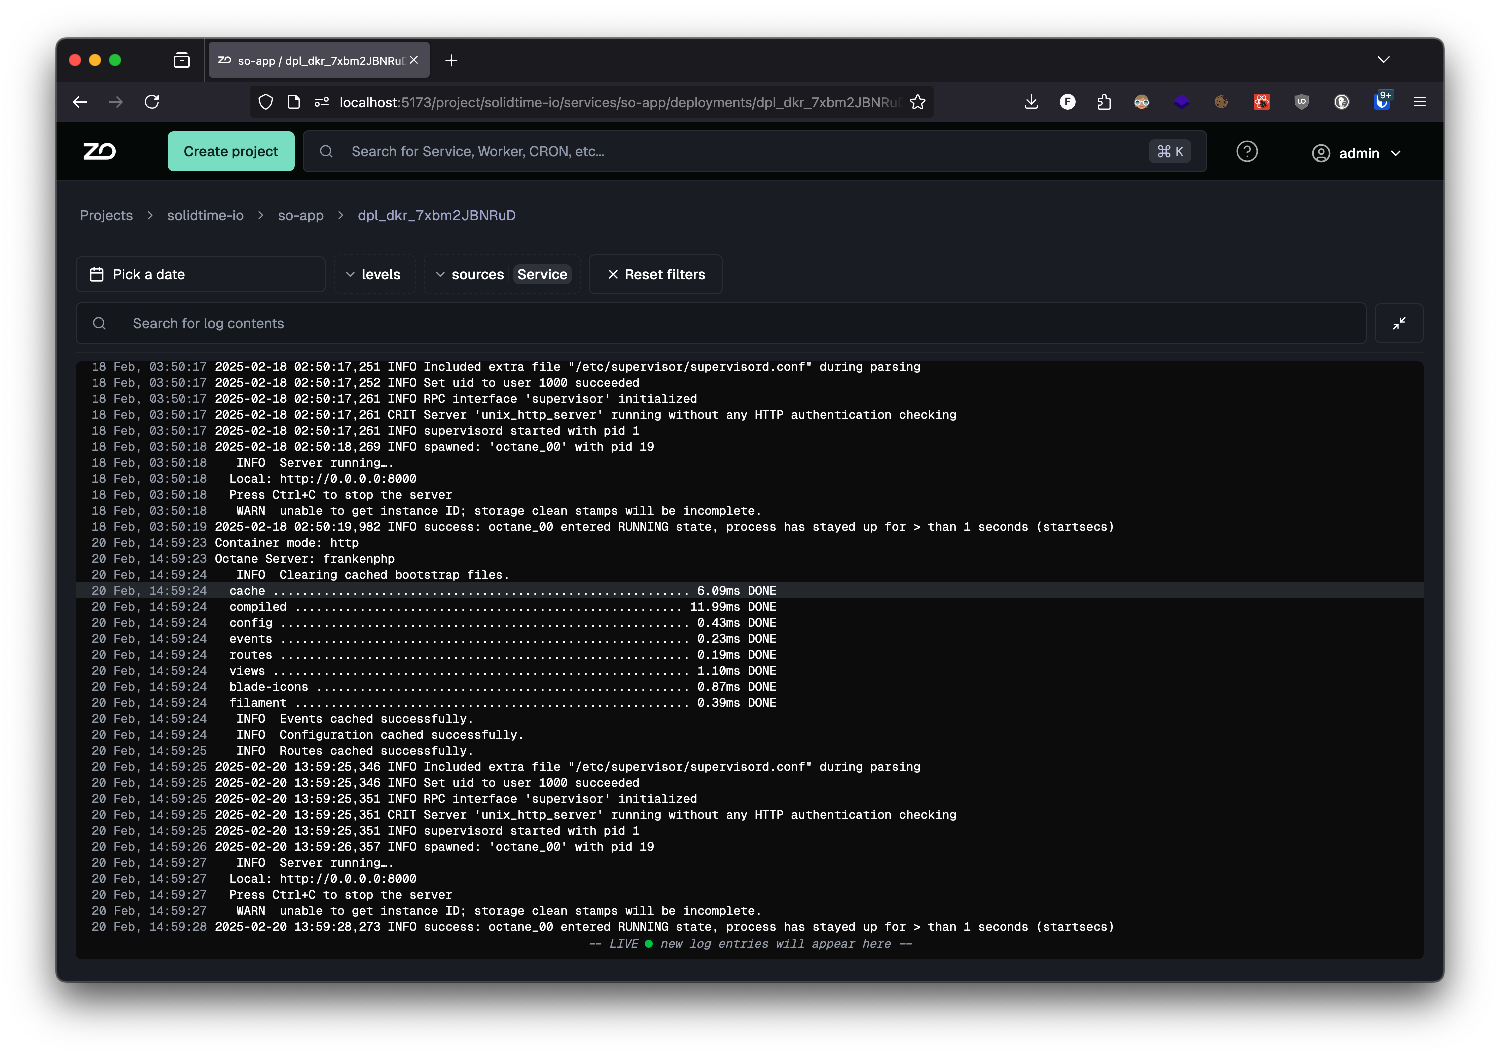 ZO so-app / dpl_dkr_7xbm2JBNRuD
localhost:5173/project/solidtime-io/services/so-app/deployments/dpl_dkr_7xbm2JBNRuD
9+
ZO
Create project
Search for Service, Worker, CRON, etc...
⌘ K
admin
Projects > solidtime-io > so-app > dpl_dkr_7xbm2JBNRuD
Pick a date
levels
sources Service
Reset filters
Search for log contents
18 Feb, 03:50:17 2025-02-18 02:50:17,251 INFO Included extra file "/etc/supervisor/supervisord.conf" during parsing
18 Feb, 03:50:17 2025-02-18 02:50:17,252 INFO Set uid to user 1000 succeeded
18 Feb, 03:50:17 2025-02-18 02:50:17,261 INFO RPC interface 'supervisor' initialized
18 Feb, 03:50:17 2025-02-18 02:50:17,261 CRIT Server 'unix_http_server' running without any HTTP authentication checking
18 Feb, 03:50:17 2025-02-18 02:50:17,261 INFO supervisord started with pid 1
18 Feb, 03:50:18 2025-02-18 02:50:18,269 INFO spawned: 'octane_00' with pid 19
18 Feb, 03:50:18 INFO Server running….
18 Feb, 03:50:18 Local: http://0.0.0.0:8000
18 Feb, 03:50:18 Press Ctrl+C to stop the server
18 Feb, 03:50:18 WARN unable to get instance ID; storage clean stamps will be incomplete.
18 Feb, 03:50:19 2025-02-18 02:50:19,982 INFO success: octane_00 entered RUNNING state, process has stayed up for > than 1 seconds (startsecs)
20 Feb, 14:59:23 Container mode: http
20 Feb, 14:59:23 Octane Server: frankenphp
20 Feb, 14:59:24 INFO Clearing cached bootstrap files.
20 Feb, 14:59:24 cache .......................................................... 6.09ms DONE
20 Feb, 14:59:24 compiled ...................................................... 11.99ms DONE
20 Feb, 14:59:24 config ......................................................... 0.43ms DONE
20 Feb, 14:59:24 events ......................................................... 0.23ms DONE
20 Feb, 14:59:24 routes ......................................................... 0.19ms DONE
20 Feb, 14:59:24 views .......................................................... 1.10ms DONE
20 Feb, 14:59:24 blade-icons .................................................... 0.87ms DONE
20 Feb, 14:59:24 filament ....................................................... 0.39ms DONE
20 Feb, 14:59:24 INFO Events cached successfully.
20 Feb, 14:59:24 INFO Configuration cached successfully.
20 Feb, 14:59:25 INFO Routes cached successfully.
20 Feb, 14:59:25 2025-02-20 13:59:25,346 INFO Included extra file "/etc/supervisor/supervisord.conf" during parsing
20 Feb, 14:59:25 2025-02-20 13:59:25,346 INFO Set uid to user 1000 succeeded
20 Feb, 14:59:25 2025-02-20 13:59:25,351 INFO RPC interface 'supervisor' initialized
20 Feb, 14:59:25 2025-02-20 13:59:25,351 CRIT Server 'unix_http_server' running without any HTTP authentication checking
20 Feb, 14:59:25 2025-02-20 13:59:25,351 INFO supervisord started with pid 1
20 Feb, 14:59:26 2025-02-20 13:59:26,357 INFO spawned: 'octane_00' with pid 19
20 Feb, 14:59:27 INFO Server running….
20 Feb, 14:59:27 Local: http://0.0.0.0:8000
20 Feb, 14:59:27 Press Ctrl+C to stop the server
20 Feb, 14:59:27 WARN unable to get instance ID; storage clean stamps will be incomplete.
20 Feb, 14:59:28 2025-02-20 13:59:28,273 INFO success: octane_00 entered RUNNING state, process has stayed up for > than 1 seconds (startsecs)
-- LIVE new log entries will appear here --